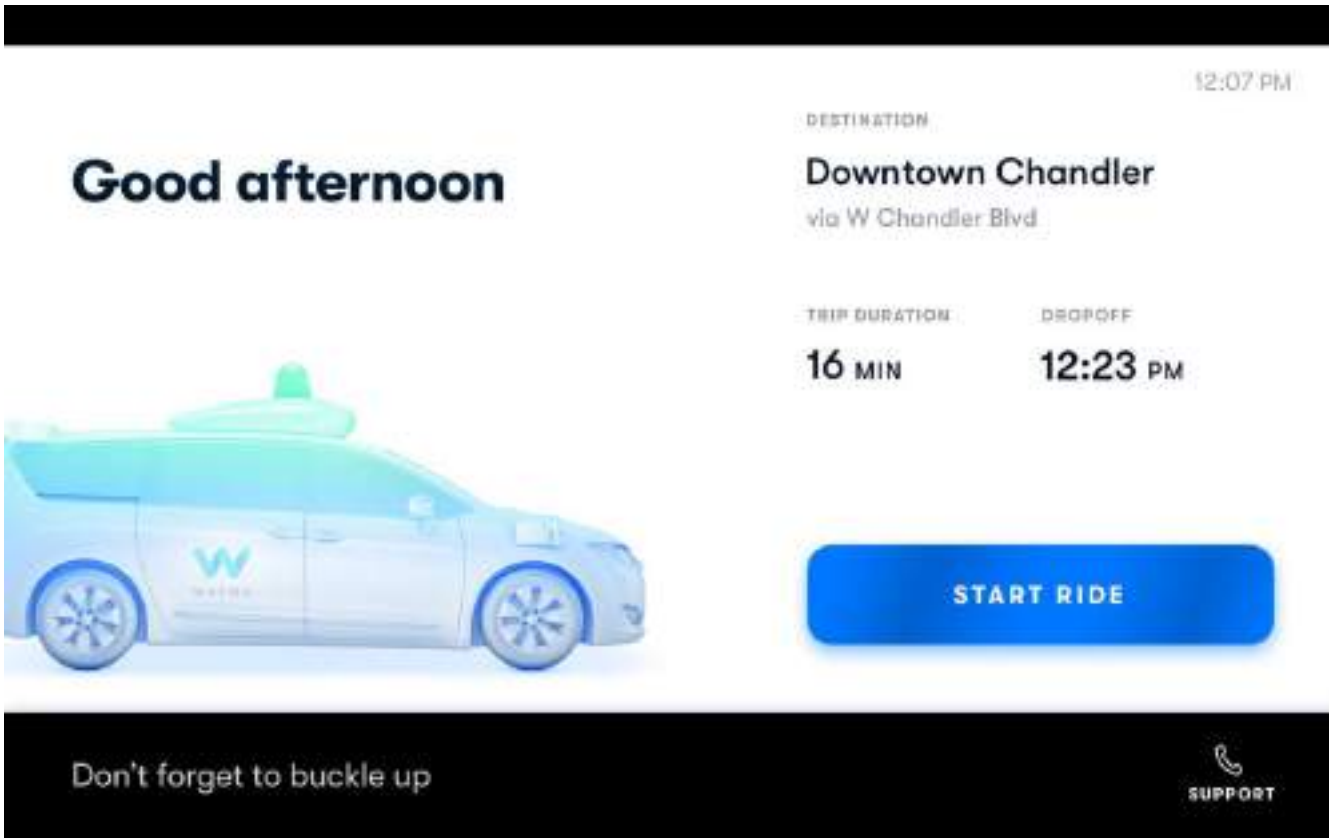 12:07 PM
Good afternoon
DESTINATION
Downtown Chandler
via W Chandler Blvd
TRIP DURATION
DROPOFF
16 MIN
12:23 PM
START RIDE
Don't forget to buckle up
SUPPORT